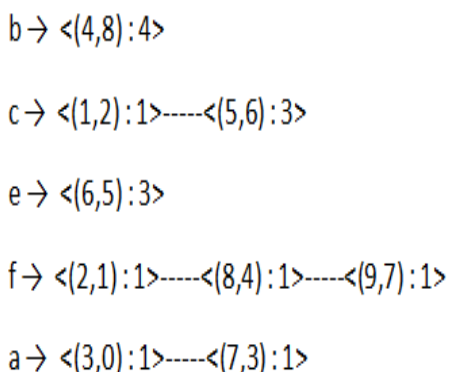 b→ <(4,8):4>
c→ <(1,2):1>-----<(5,6):3>
e→ <(6,5):3>
f→ <(2,1):1>-----<(8,4):1>-----<(9,7):1>
a→ <(3,0):1>-----<(7,3):1>